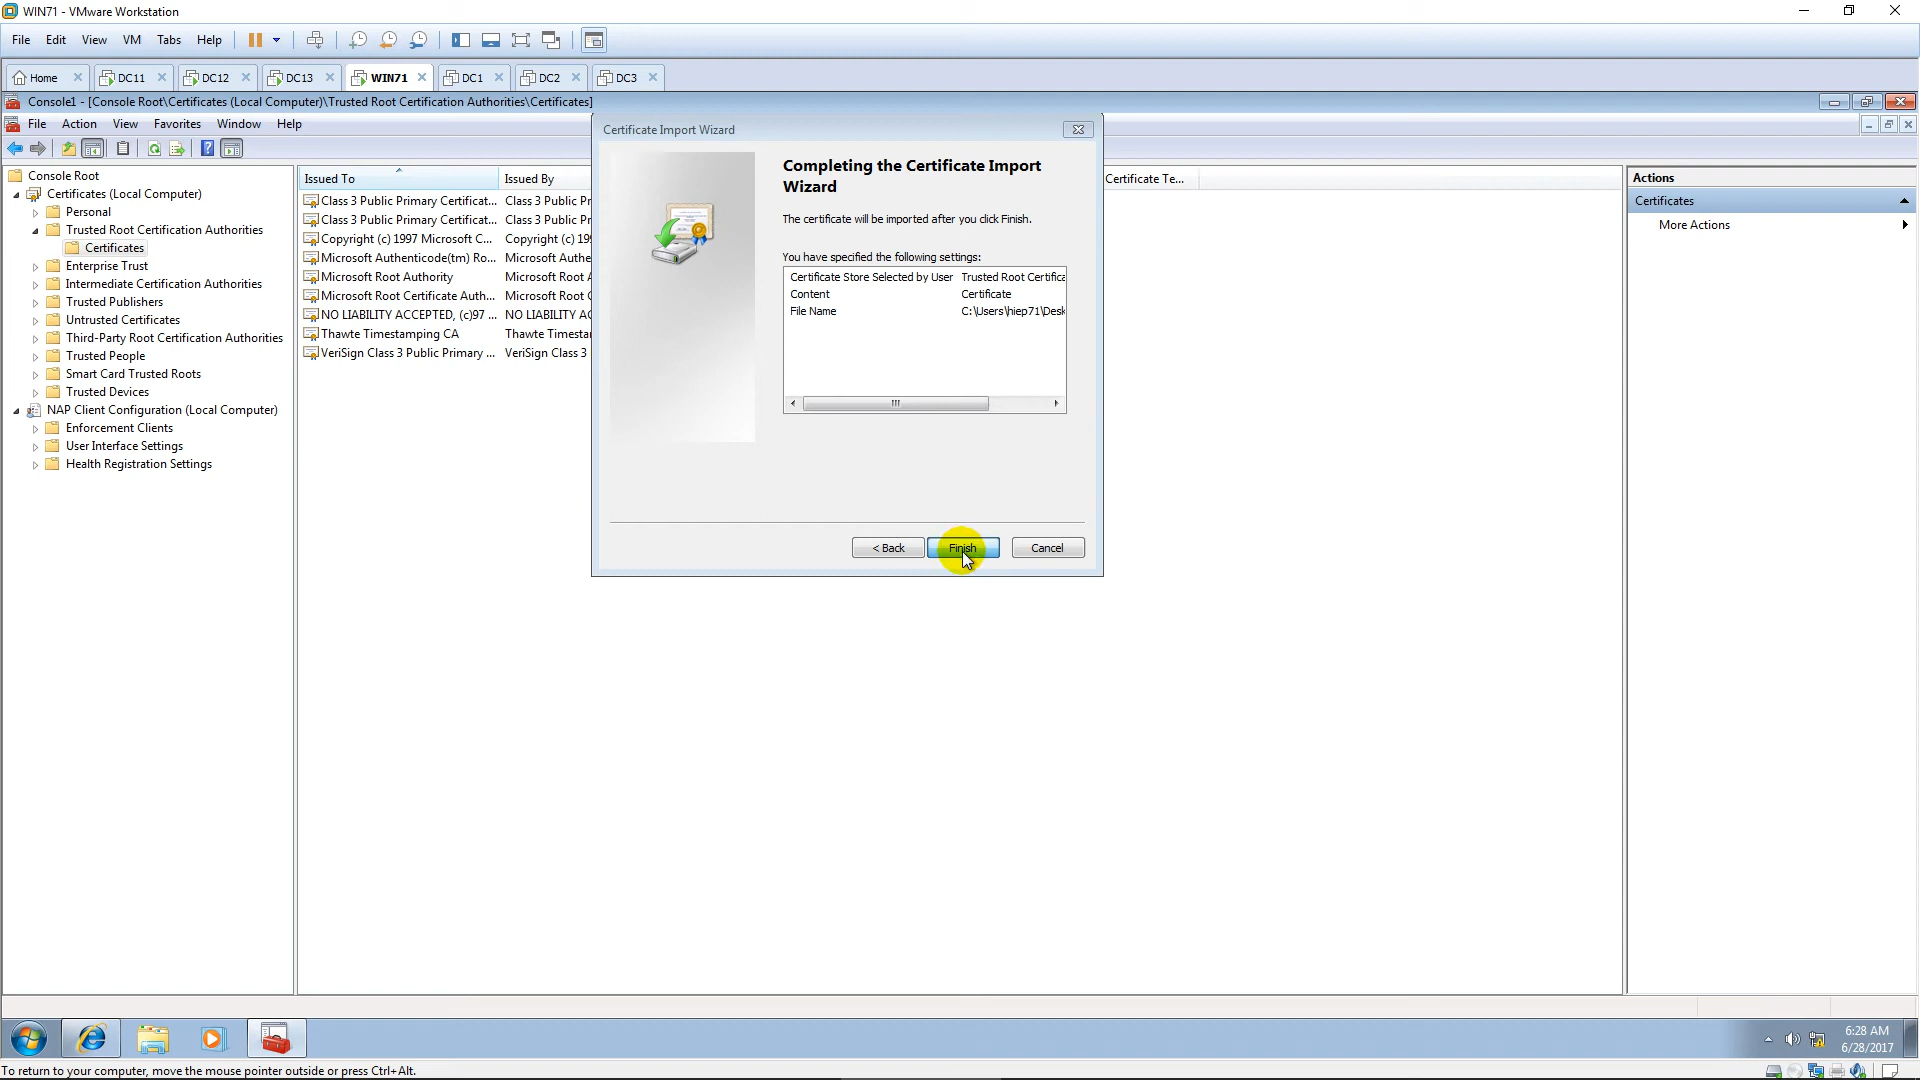 WIN71 - VMware Workstation
File Edit View VM Tabs Help
Home DC11 DC12 DC13 WIN71 DC1 DC2 DC3
Console1 - [Console Root\Certificates (Local Computer)\Trusted Root Certification Authorities\Certificates]
File Action View Favorites Window Help
Console Root
Certificates (Local Computer)
Personal
Trusted Root Certification Authorities
Certificates
Enterprise Trust
Intermediate Certification Authorities
Trusted Publishers
Untrusted Certificates
Third-Party Root Certification Authorities
Trusted People
Smart Card Trusted Roots
Trusted Devices
NAP Client Configuration (Local Computer)
Enforcement Clients
User Interface Settings
Health Registration Settings
Issued To Issued By
Class 3 Public Primary Certificat... Class 3 Public Pr
Class 3 Public Primary Certificat... Class 3 Public Pr
Copyright (c) 1997 Microsoft C... Copyright (c) 19
Microsoft Authenticode(tm) Ro... Microsoft Authe
Microsoft Root Authority Microsoft Root A
Microsoft Root Certificate Auth... Microsoft Root C
NO LIABILITY ACCEPTED, (c)97 ... NO LIABILITY A
Thawte Timestamping CA Thawte Timesta
VeriSign Class 3 Public Primary ... VeriSign Class 3
Certificate Import Wizard
Completing the Certificate Import
Wizard
The certificate will be imported after you click Finish.
You have specified the following settings:
Certificate Store Selected by User Trusted Root Certifica
Content Certificate
File Name C:\Users\hiep71\Desk
< Back Finish Cancel
Certificate Te...
Actions
Certificates
More Actions
6:28 AM
6/28/2017
To return to your computer, move the mouse pointer outside or press Ctrl+Alt.